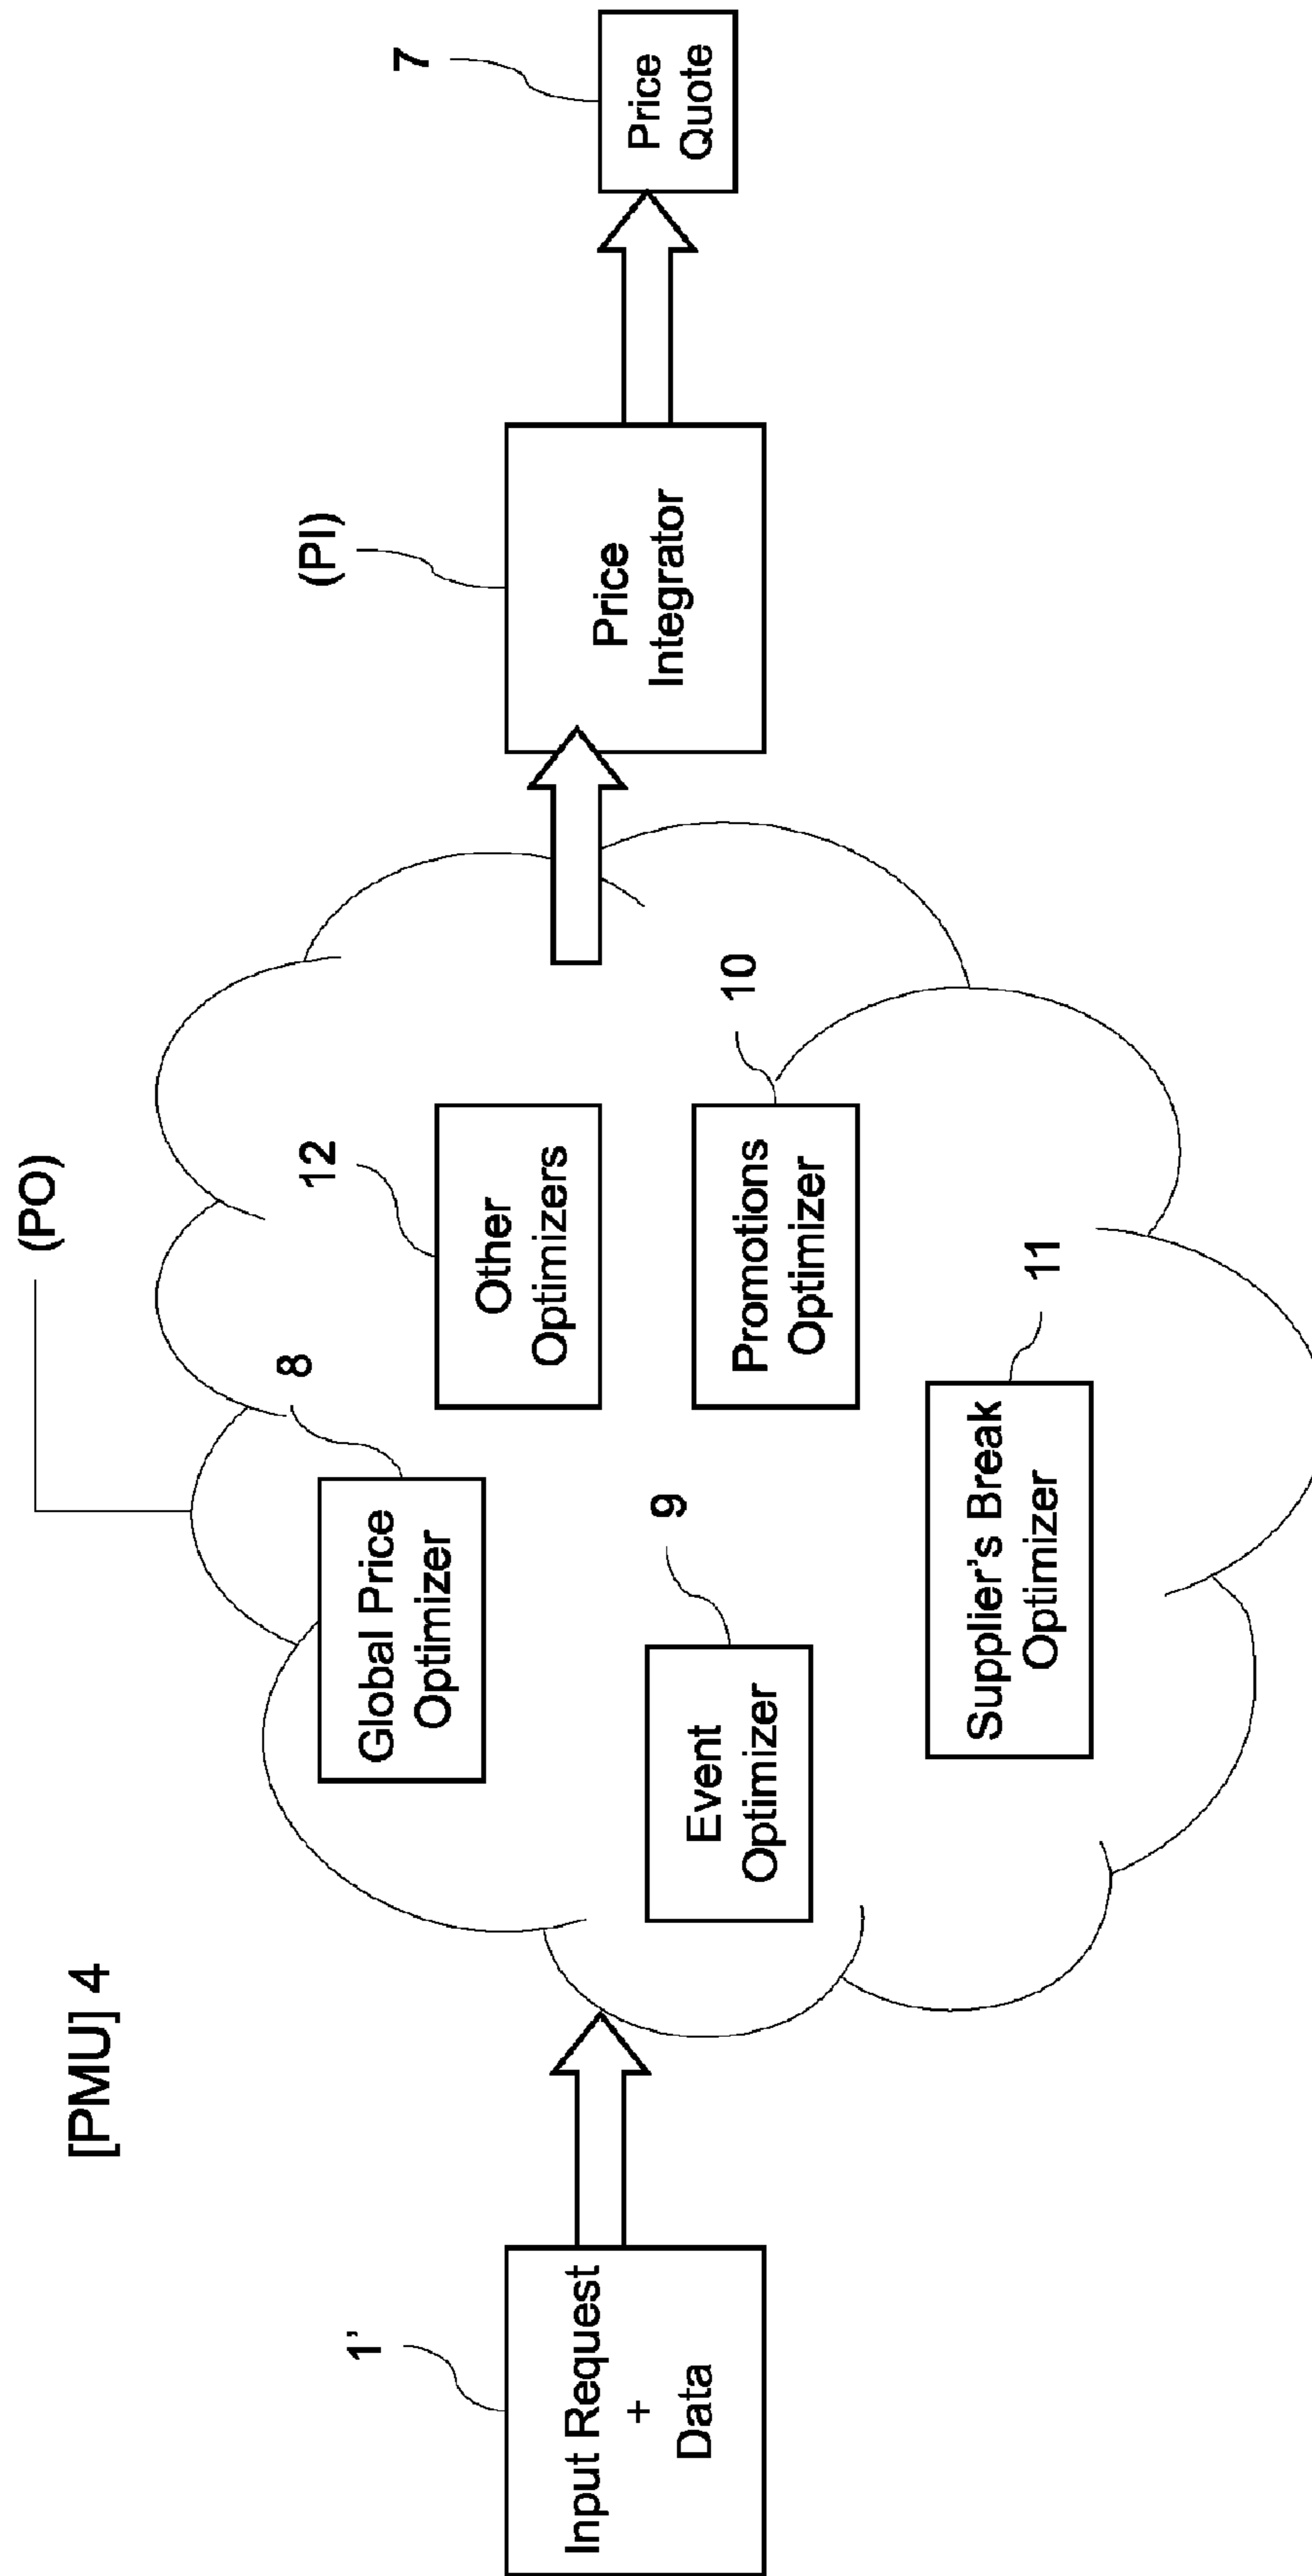 [PMU] 4
(PO)
1'
Input Request
+
Data
8
Global Price
Optimizer
9
Event
Optimizer
12
Other
Optimizers
10
Promotions
Optimizer
11
Supplier's Break
Optimizer
(PI)
Price
Integrator
7
Price
Quote